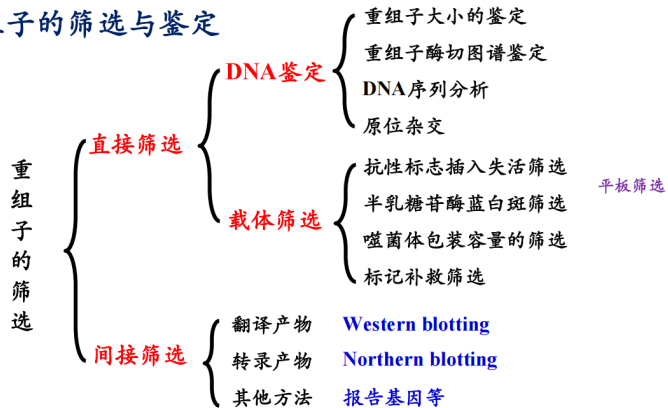 子的筛选与鉴定
重组子的筛选
直接筛选
DNA鉴定
重组子大小的鉴定
重组子酶切图谱鉴定
DNA序列分析
原位杂交
载体筛选
抗性标志插入失活筛选
半乳糖苷酶蓝白斑筛选
噬菌体包装容量的筛选
标记补救筛选
平板筛选
间接筛选
翻译产物 Western blotting
转录产物 Northern blotting
其他方法 报告基因等